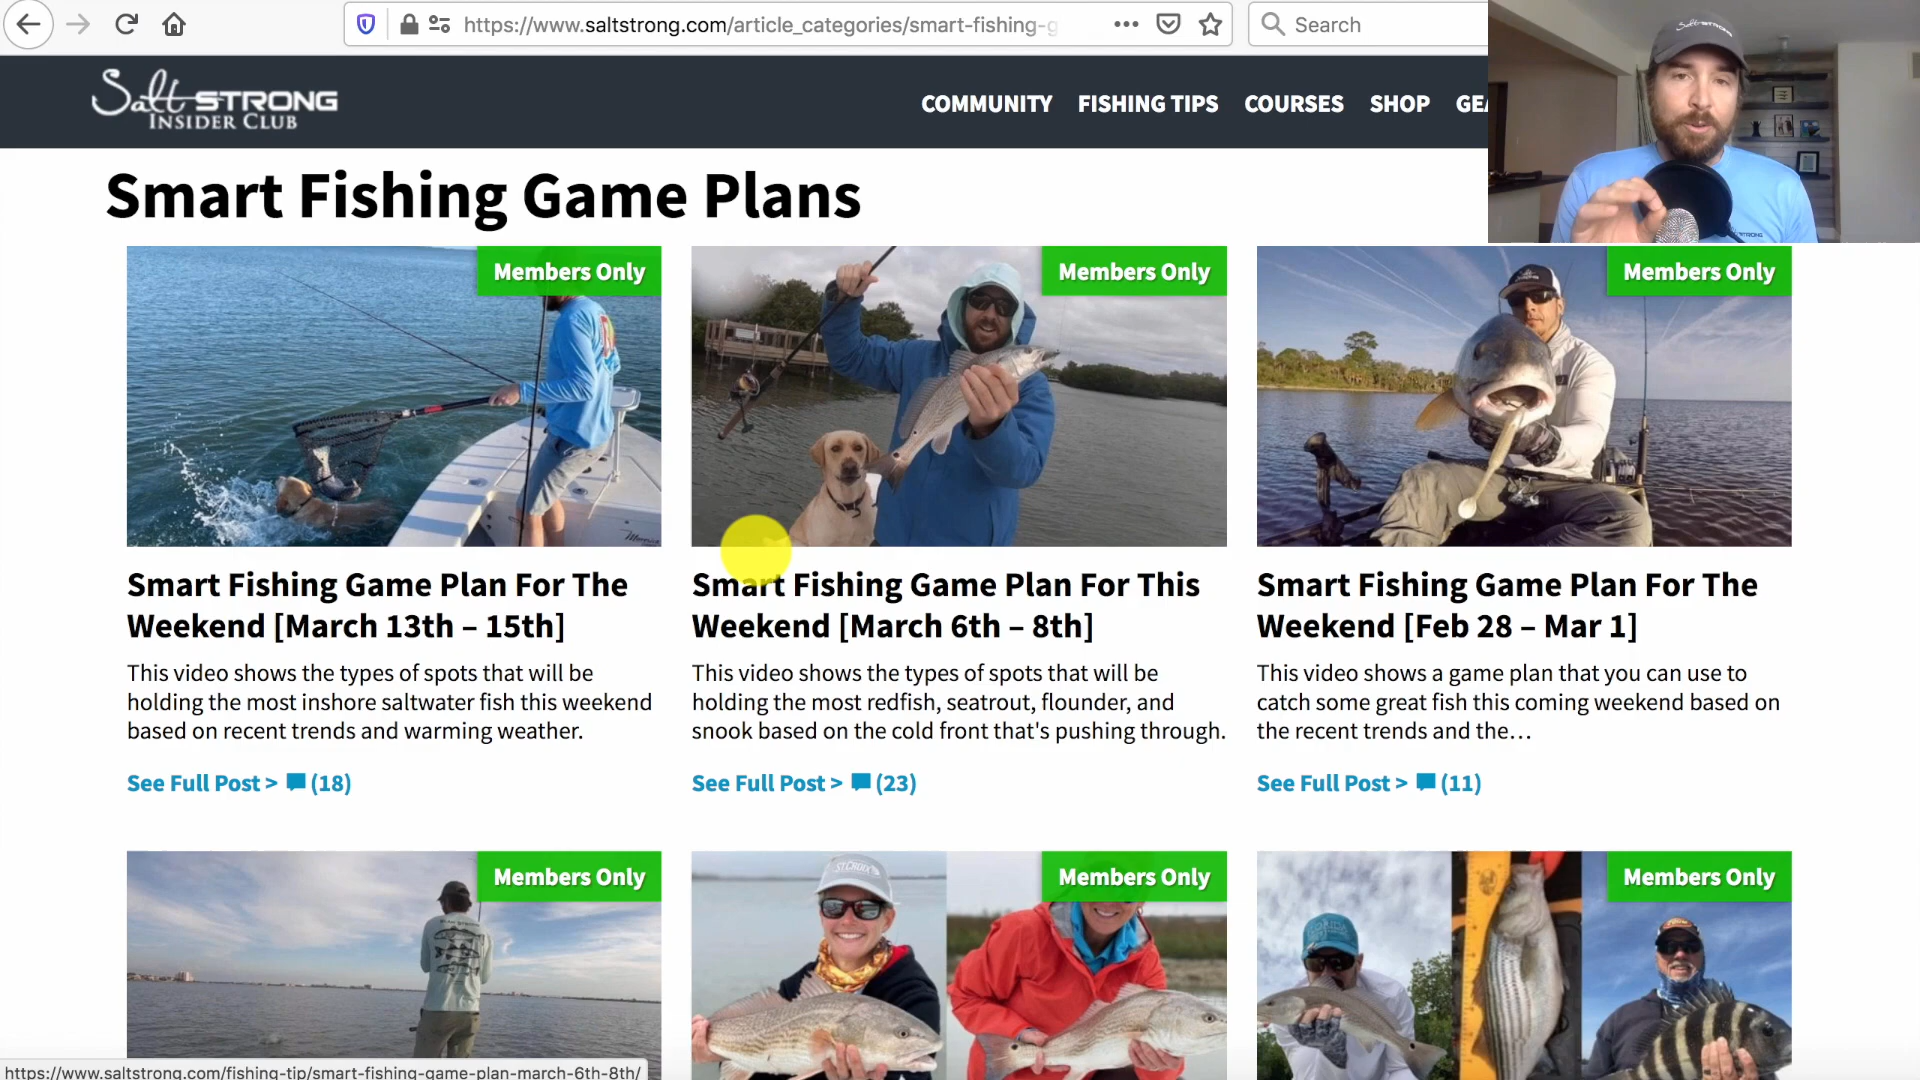 https://www.saltstrong.com/article_categories/smart-fishing-g
Search
Salt STRONG
INSIDER CLUB
COMMUNITY
FISHING TIPS
COURSES
SHOP
Smart Fishing Game Plans
Members Only
Members Only
Members Only
Smart Fishing Game Plan For The
Weekend [March 13th – 15th]
This video shows the types of spots that will be
holding the most inshore saltwater fish this weekend
based on recent trends and warming weather.
See Full Post > (18)
Smart Fishing Game Plan For This
Weekend [March 6th – 8th]
This video shows the types of spots that will be
holding the most redfish, seatrout, flounder, and
snook based on the cold front that's pushing through.
See Full Post > (23)
Smart Fishing Game Plan For The
Weekend [Feb 28 – Mar 1]
This video shows a game plan that you can use to
catch some great fish this coming weekend based on
the recent trends and the...
See Full Post > (11)
Members Only
Members Only
Members Only
https://www.saltstrong.com/fishing-tip/smart-fishing-game-plan-march-6th-8th/